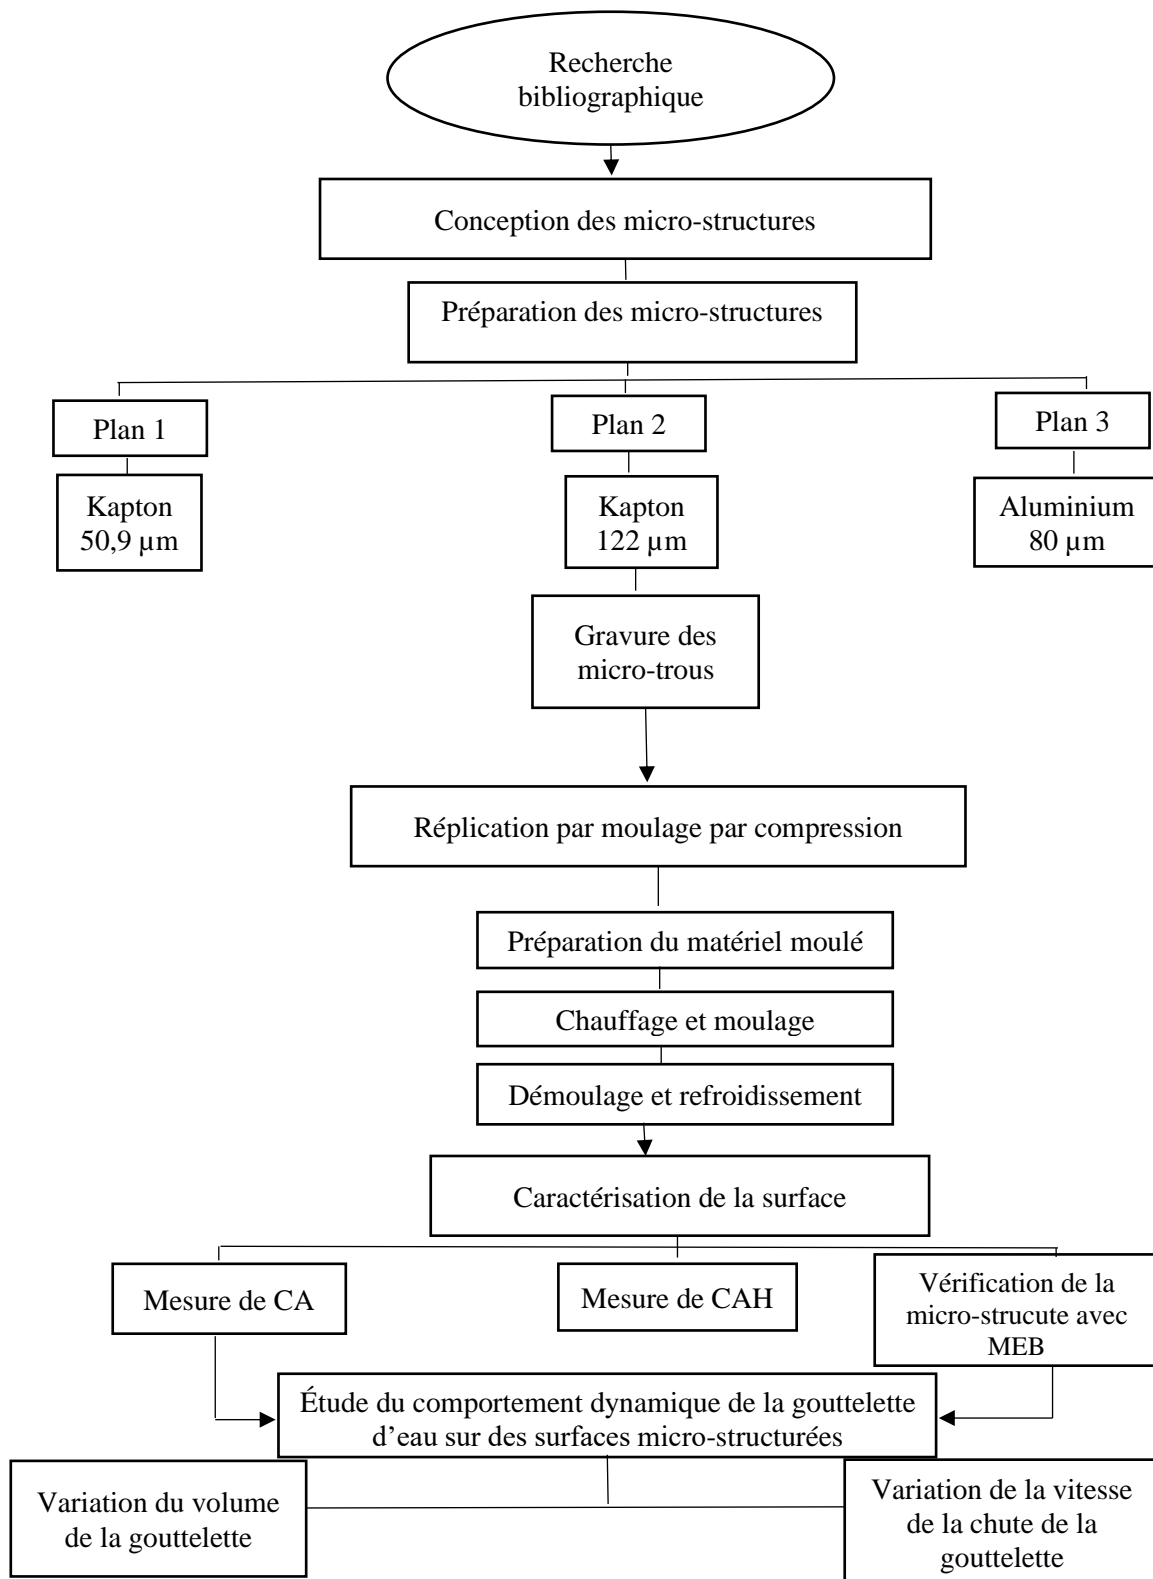 Recherche
bibliographique
Conception des micro-structures
Préparation des micro-structures
Plan 1
Plan 2
Plan 3
Kapton
50,9 µm
Kapton
122 µm
Aluminium
80 µm
Gravure des
micro-trous
Réplication par moulage par compression
Préparation du matériel moulé
Chauffage et moulage
Démoulage et refroidissement
Caractérisation de la surface
Mesure de CA
Mesure de CAH
Vérification de la
micro-strucute avec
MEB
Étude du comportement dynamique de la gouttelette
d’eau sur des surfaces micro-structurées
Variation du volume
de la gouttelette
Variation de la vitesse
de la chute de la
gouttelette